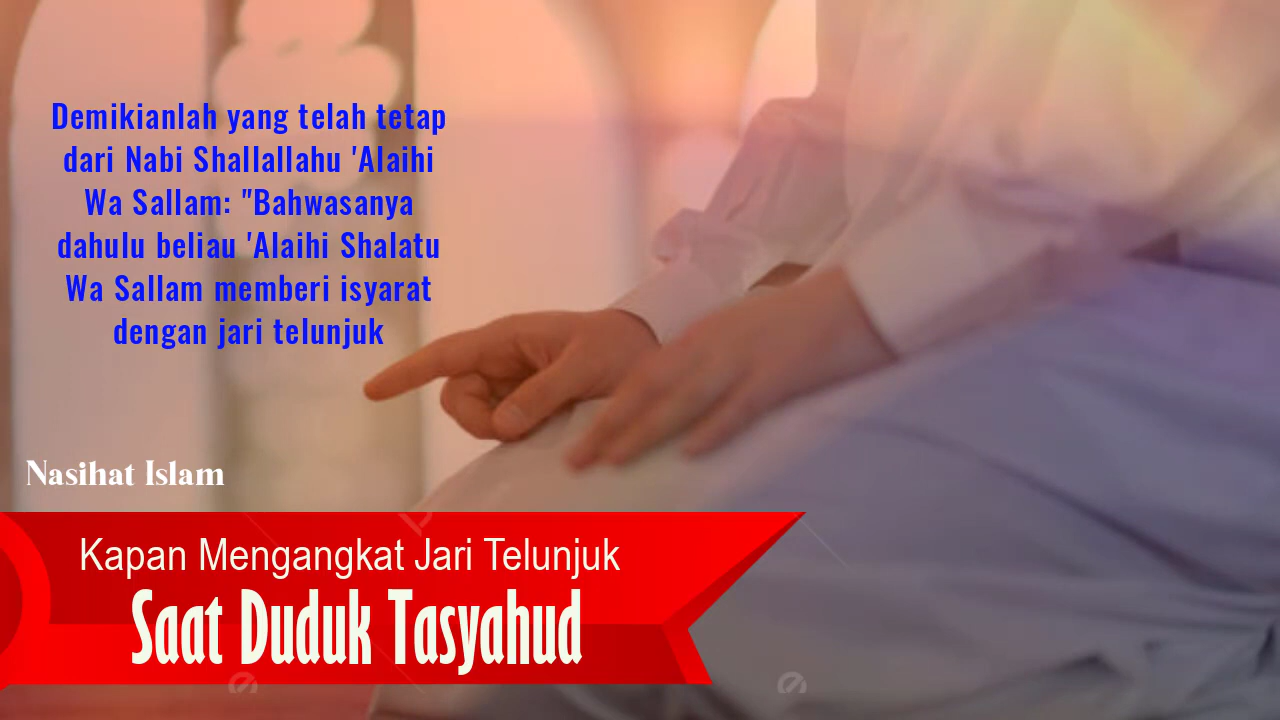 Demikianlah yang telah tetap
dari Nabi Shallallahu 'Alaihi
Wa Sallam: "Bahwasanya
dahulu beliau 'Alaihi Shalatu
Wa Sallam memberi isyarat
dengan jari telunjuk
Nasihat Islam
Kapan Mengangkat Jari Telunjuk
Saat Duduk Tasyahud